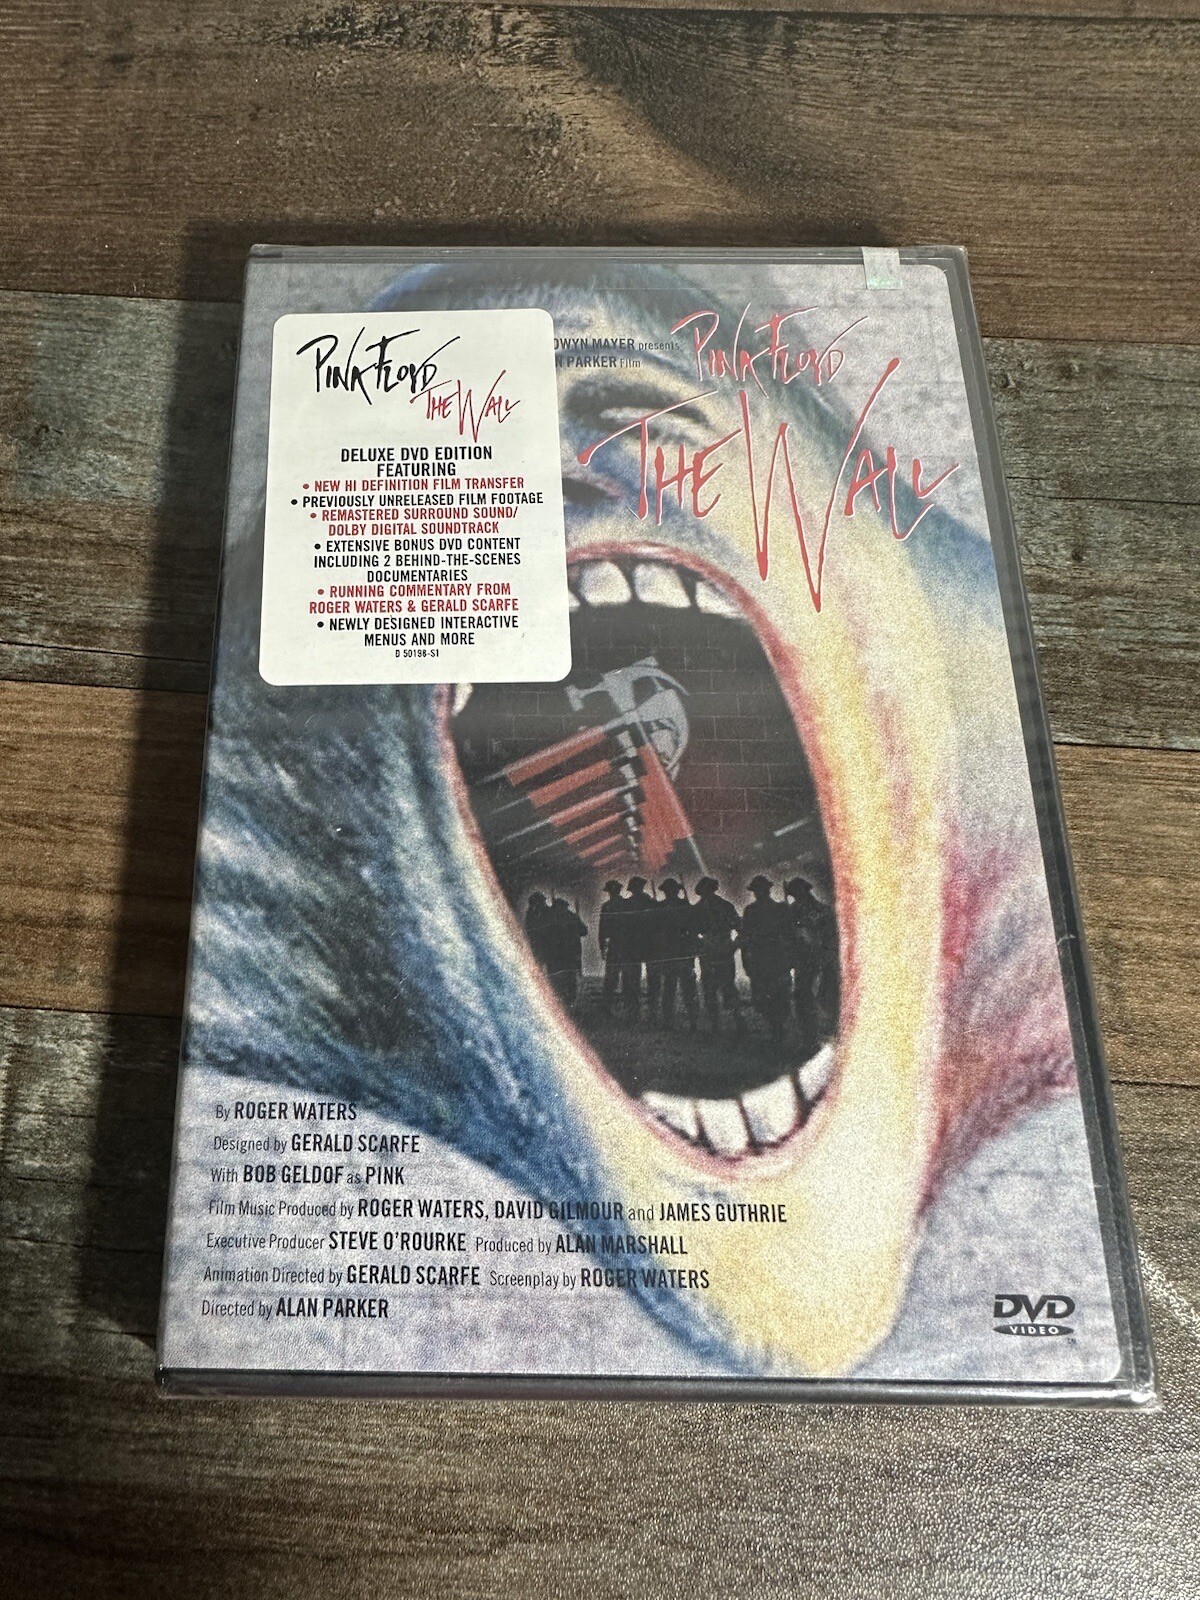 PINK FLOYD
THE WALL
DELUXE DVD EDITION
FEATURING
• NEW HI DEFINITION FILM TRANSFER
• PREVIOUSLY UNRELEASED FILM FOOTAGE
• REMASTERED SURROUND SOUND/
DOLBY DIGITAL SOUNDTRACK
• EXTENSIVE BONUS DVD CONTENT
INCLUDING 2 BEHIND-THE-SCENES
DOCUMENTARIES
• RUNNING COMMENTARY FROM
ROGER WATERS & GERALD SCARFE
• NEWLY DESIGNED INTERACTIVE
MENUS AND MORE
D 50198-S1
MAYER presents
PARKER Film
PINK FLOYD
THE WALL
By ROGER WATERS
Designed by GERALD SCARFE
With BOB GELDOF as PINK
Film Music Produced by ROGER WATERS, DAVID GILMOUR and JAMES GUTHRIE
Executive Producer STEVE O'ROURKE Produced by ALAN MARSHALL
Animation Directed by GERALD SCARFE Screenplay by ROGER WATERS
Directed by ALAN PARKER
DVD
VIDEO